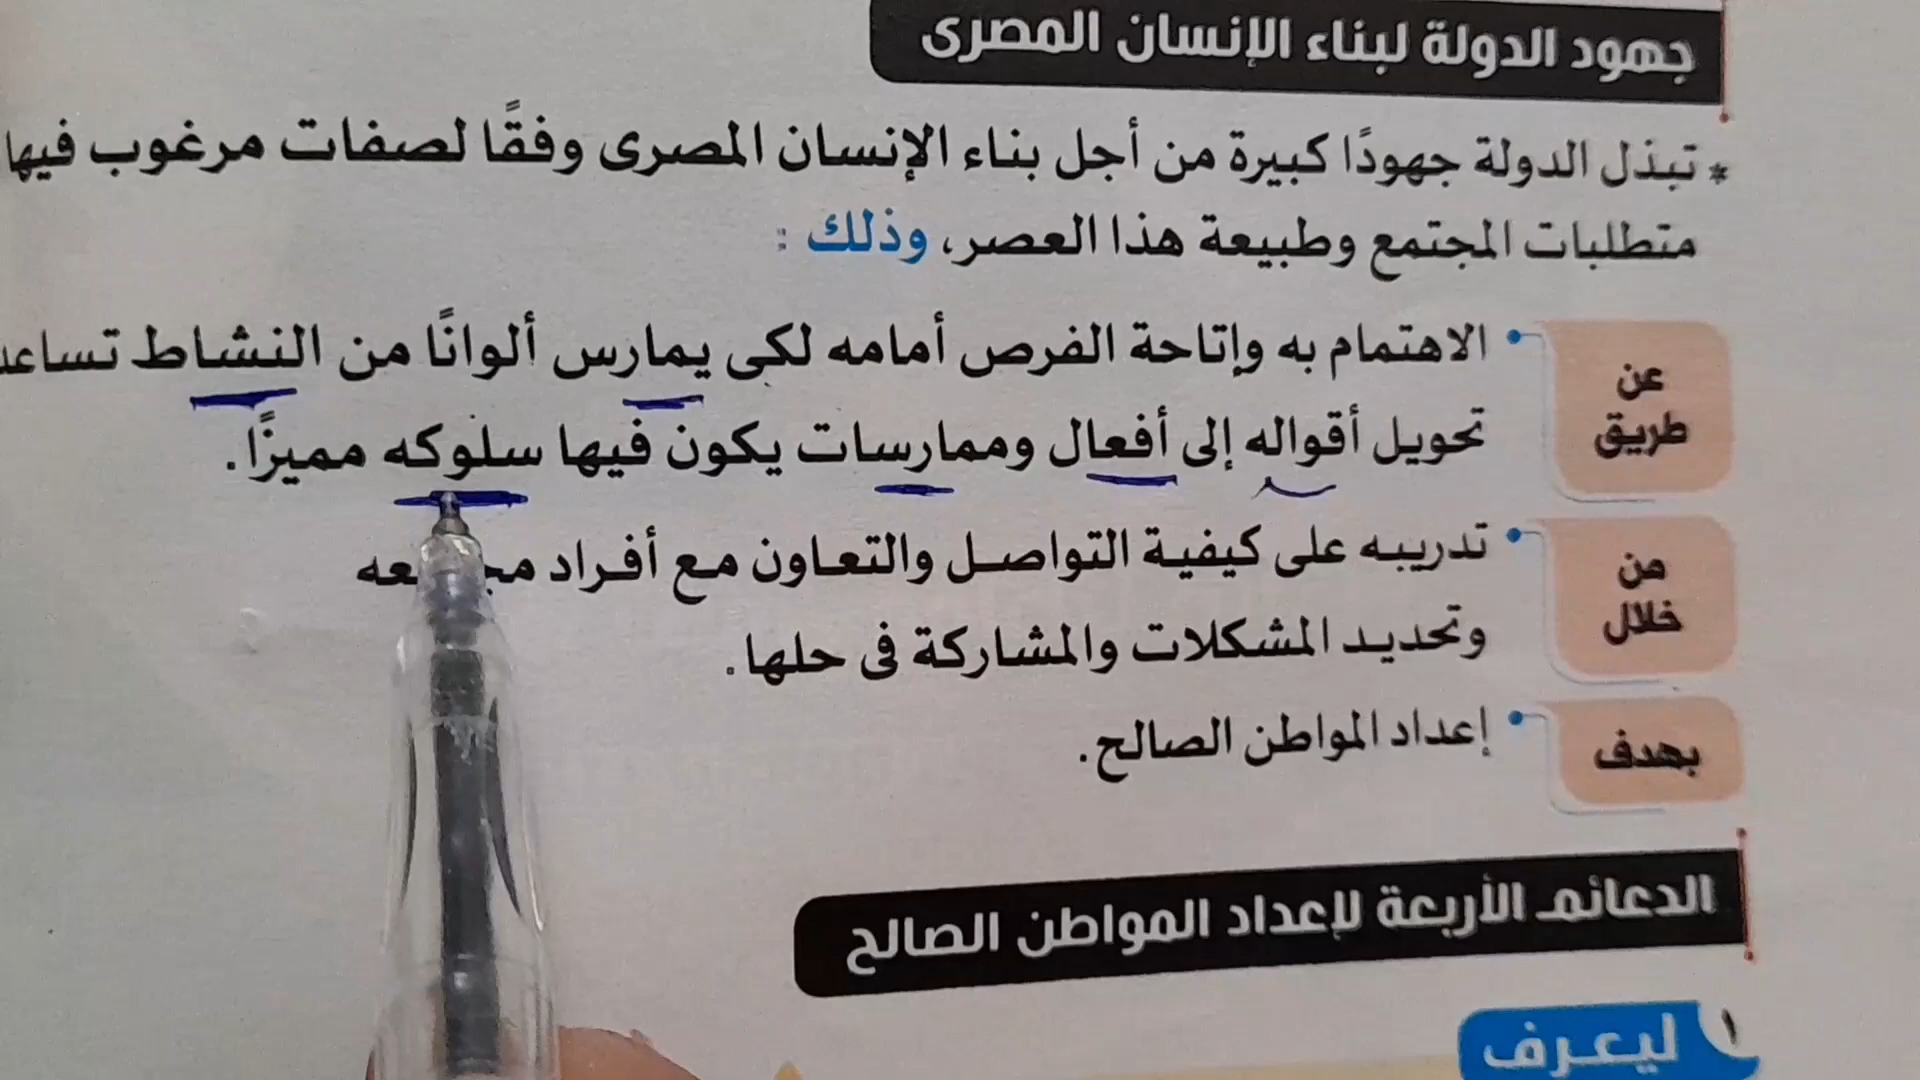 جهود الدولة لبناء الإنسان المصرى
* تبذل الدولة جهودًا كبيرة من أجل بناء الإنسان المصرى وفقًا لصفات مرغوب فيها
متطلبات المجتمع وطبيعة هذا العصر، وذلك :
عن طريق
• الاهتمام به وإتاحة الفرص أمامه لكى يمارس ألوانًا من النشاط تساعد
تحويل أقواله إلى أفعال وممارسات يكون فيها سلوكه مميزًا.
من خلال
• تدريبه على كيفية التواصل والتعاون مع أفراد
وتحديد المشكلات والمشاركة فى حلها.
بهدف
• إعداد المواطن الصالح.
الدعائم الأربعة لإعداد المواطن الصالح
١ ليعرف